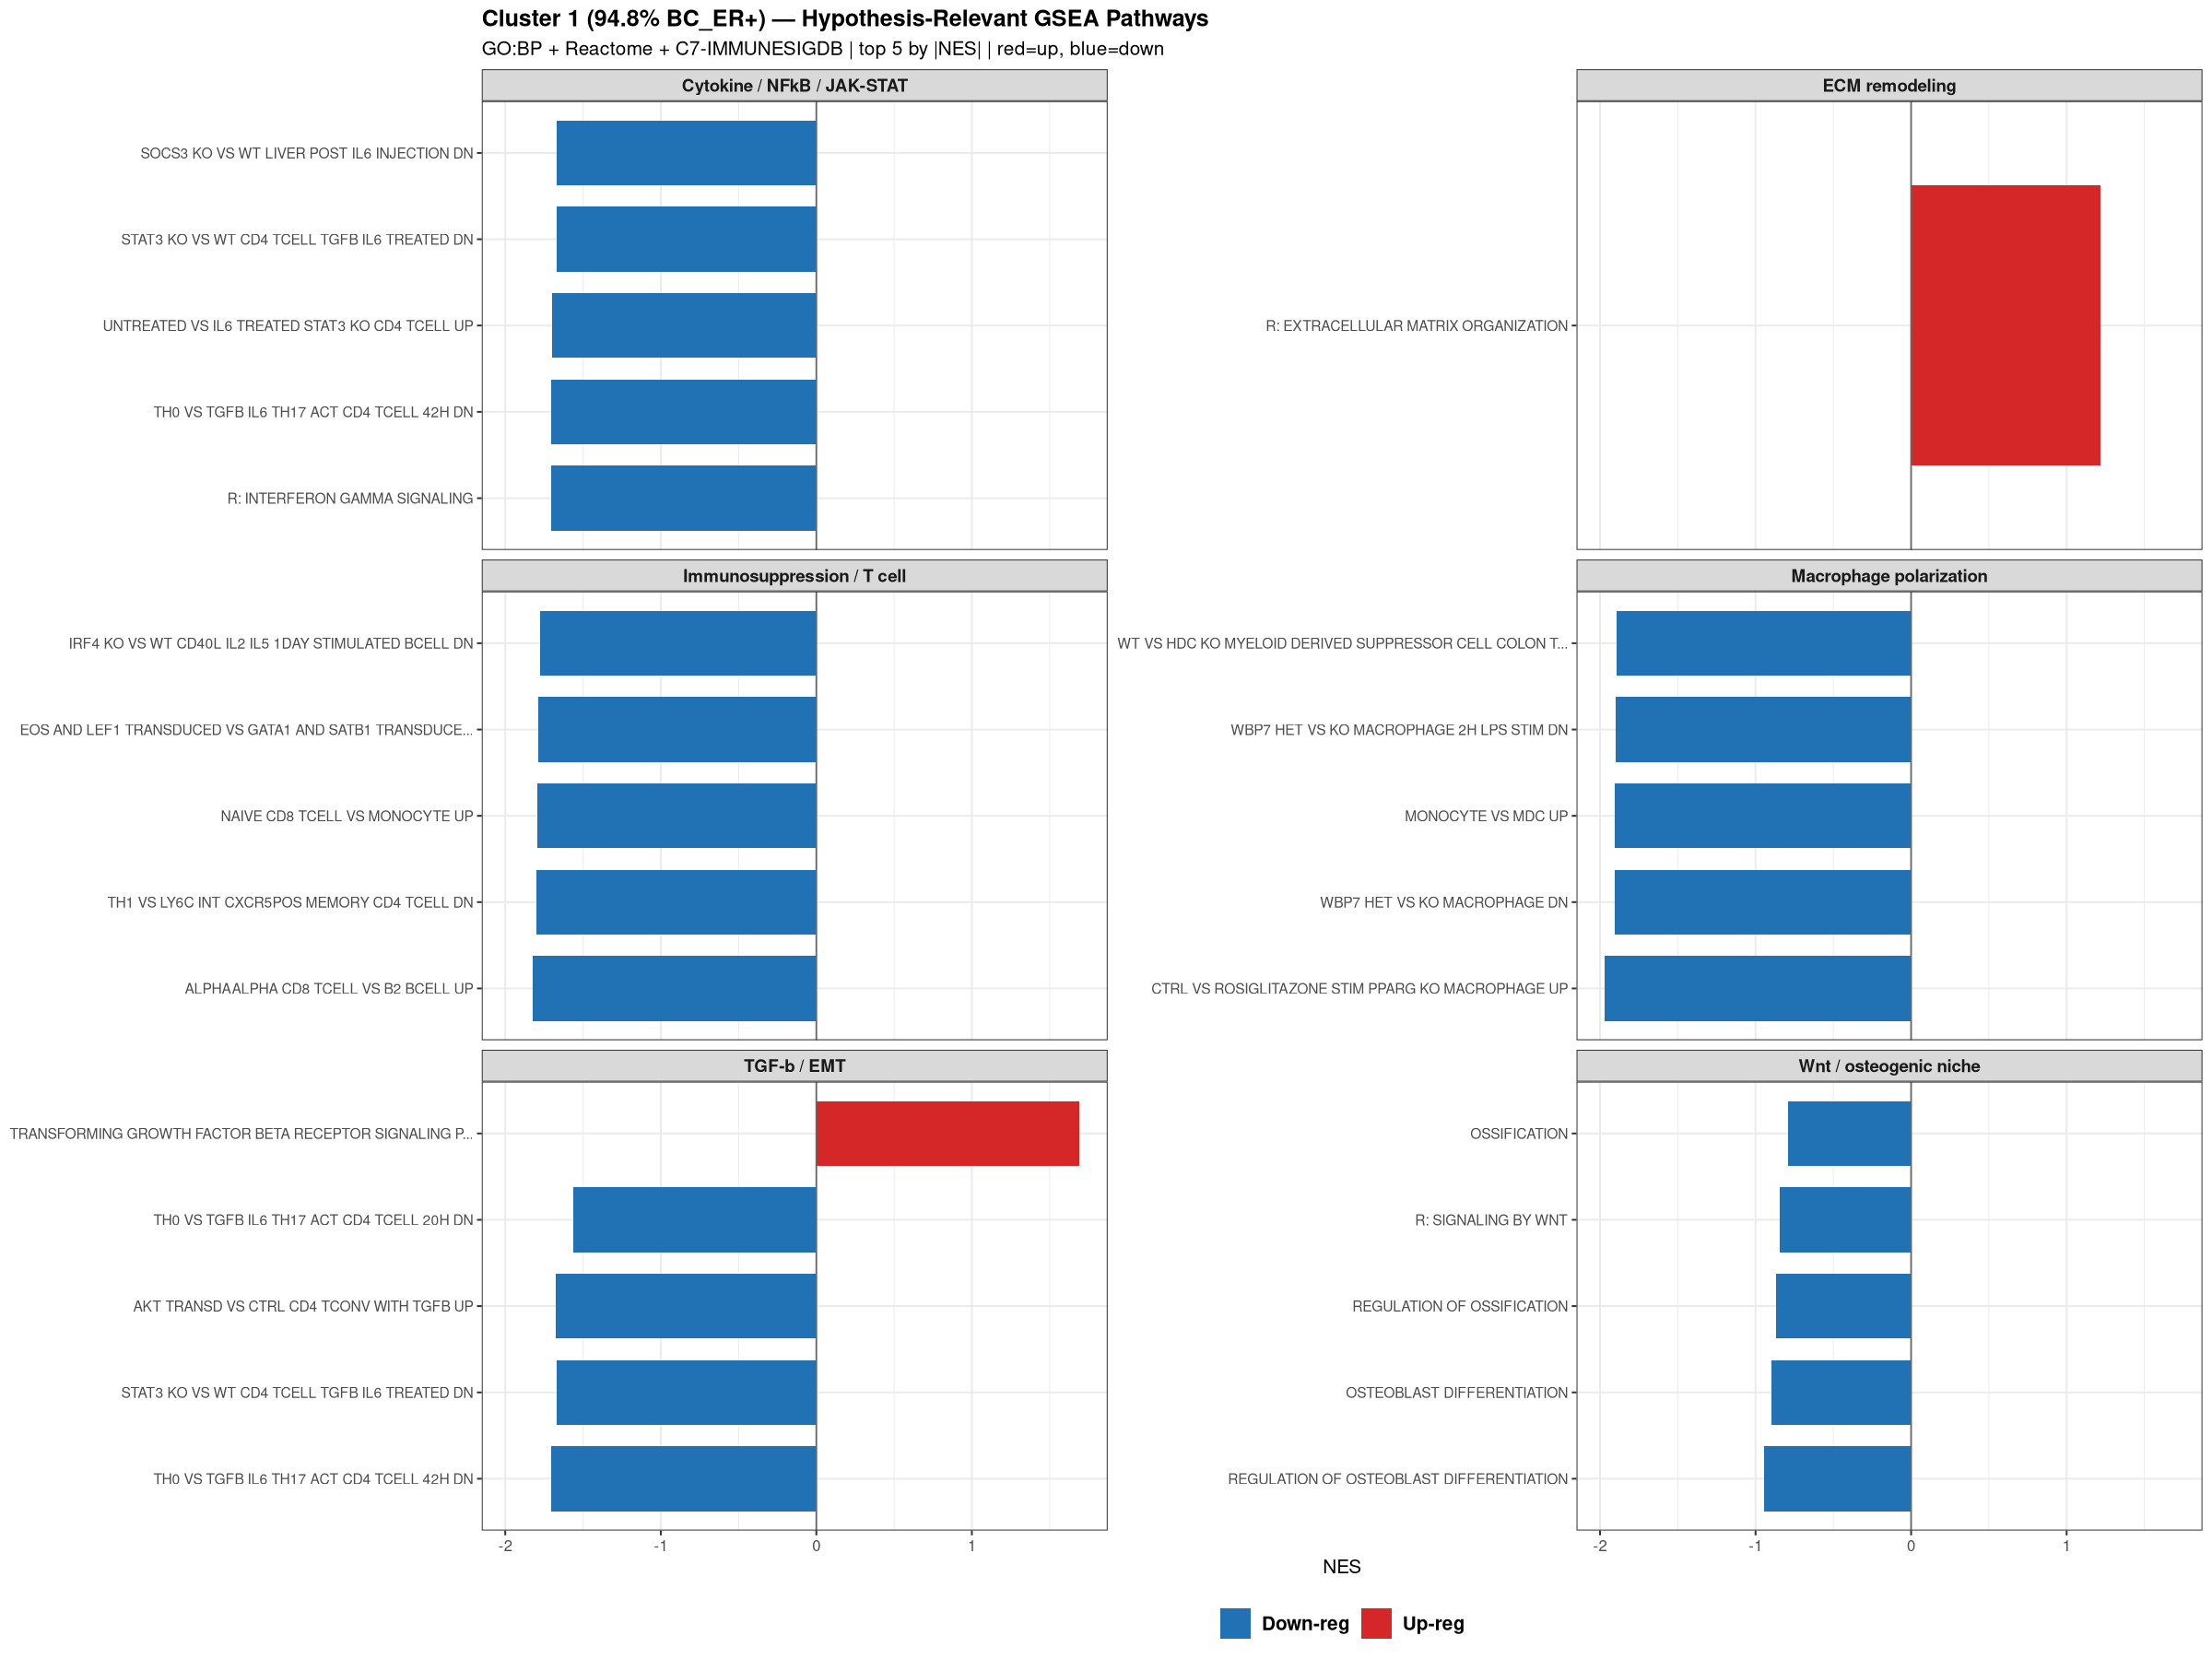 Cluster 1 (94.8% BC_ER+) — Hypothesis-Relevant GSEA Pathways
GO:BP + Reactome + C7-IMMUNESIGDB | top 5 by |NES| | red=up, blue=down
Cytokine / NFkB / JAK-STAT
SOCS3 KO VS WT LIVER POST IL6 INJECTION DN
STAT3 KO VS WT CD4 TCELL TGFB IL6 TREATED DN
UNTREATED VS IL6 TREATED STAT3 KO CD4 TCELL UP
TH0 VS TGFB IL6 TH17 ACT CD4 TCELL 42H DN
R: INTERFERON GAMMA SIGNALING
ECM remodeling
R: EXTRACELLULAR MATRIX ORGANIZATION
Immunosuppression / T cell
IRF4 KO VS WT CD40L IL2 IL5 1DAY STIMULATED BCELL DN
EOS AND LEF1 TRANSDUCED VS GATA1 AND SATB1 TRANSDUCE...
NAIVE CD8 TCELL VS MONOCYTE UP
TH1 VS LY6C INT CXCR5POS MEMORY CD4 TCELL DN
ALPHAALPHA CD8 TCELL VS B2 BCELL UP
Macrophage polarization
WT VS HDC KO MYELOID DERIVED SUPPRESSOR CELL COLON T...
WBP7 HET VS KO MACROPHAGE 2H LPS STIM DN
MONOCYTE VS MDC UP
WBP7 HET VS KO MACROPHAGE DN
CTRL VS ROSIGLITAZONE STIM PPARG KO MACROPHAGE UP
TGF-b / EMT
TRANSFORMING GROWTH FACTOR BETA RECEPTOR SIGNALING P...
TH0 VS TGFB IL6 TH17 ACT CD4 TCELL 20H DN
AKT TRANSD VS CTRL CD4 TCONV WITH TGFB UP
STAT3 KO VS WT CD4 TCELL TGFB IL6 TREATED DN
TH0 VS TGFB IL6 TH17 ACT CD4 TCELL 42H DN
-2 -1 0 1
Wnt / osteogenic niche
OSSIFICATION
R: SIGNALING BY WNT
REGULATION OF OSSIFICATION
OSTEOBLAST DIFFERENTIATION
REGULATION OF OSTEOBLAST DIFFERENTIATION
-2 -1 0 1
NES
Down-reg Up-reg